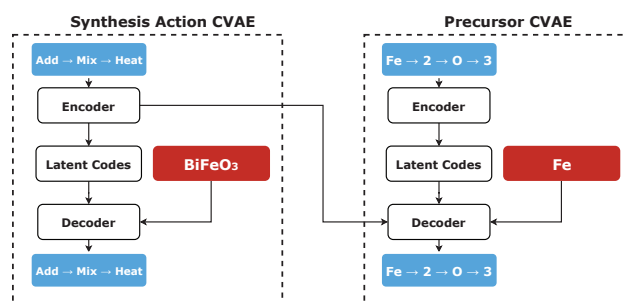 Synthesis Action CVAE
Add → Mix → Heat
Encoder
Latent Codes
BiFeO₃
Decoder
Add → Mix → Heat
Precursor CVAE
Fe → 2 → O → 3
Encoder
Latent Codes
Fe
Decoder
Fe → 2 → O → 3